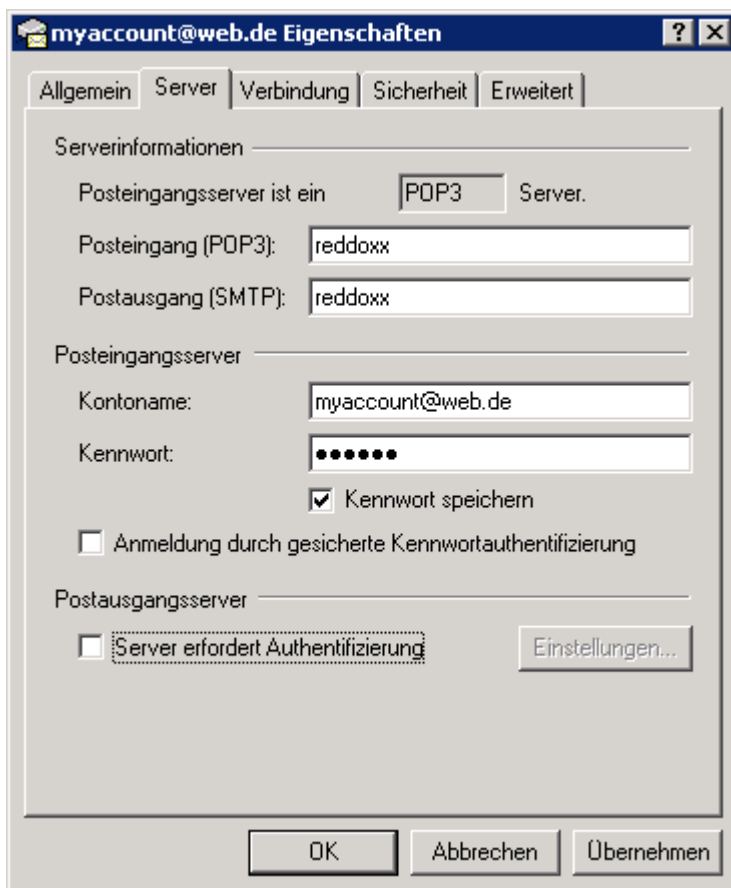 myaccount@web.de Eigenschaften
Allgemein Server Verbindung Sicherheit Erweitert
Serverinformationen
Posteingangsserver ist ein POP3 Server.
Posteingang (POP3): reddoxx
Postausgang (SMTP): reddoxx
Posteingangsserver
Kontoname: myaccount@web.de
Kennwort: ●●●●●●
Kennwort speichern
Anmeldung durch gesicherte Kennwortauthentifizierung
Postausgangsserver
Server erfordert Authentifizierung Einstellungen...
OK Abbrechen Übernehmen